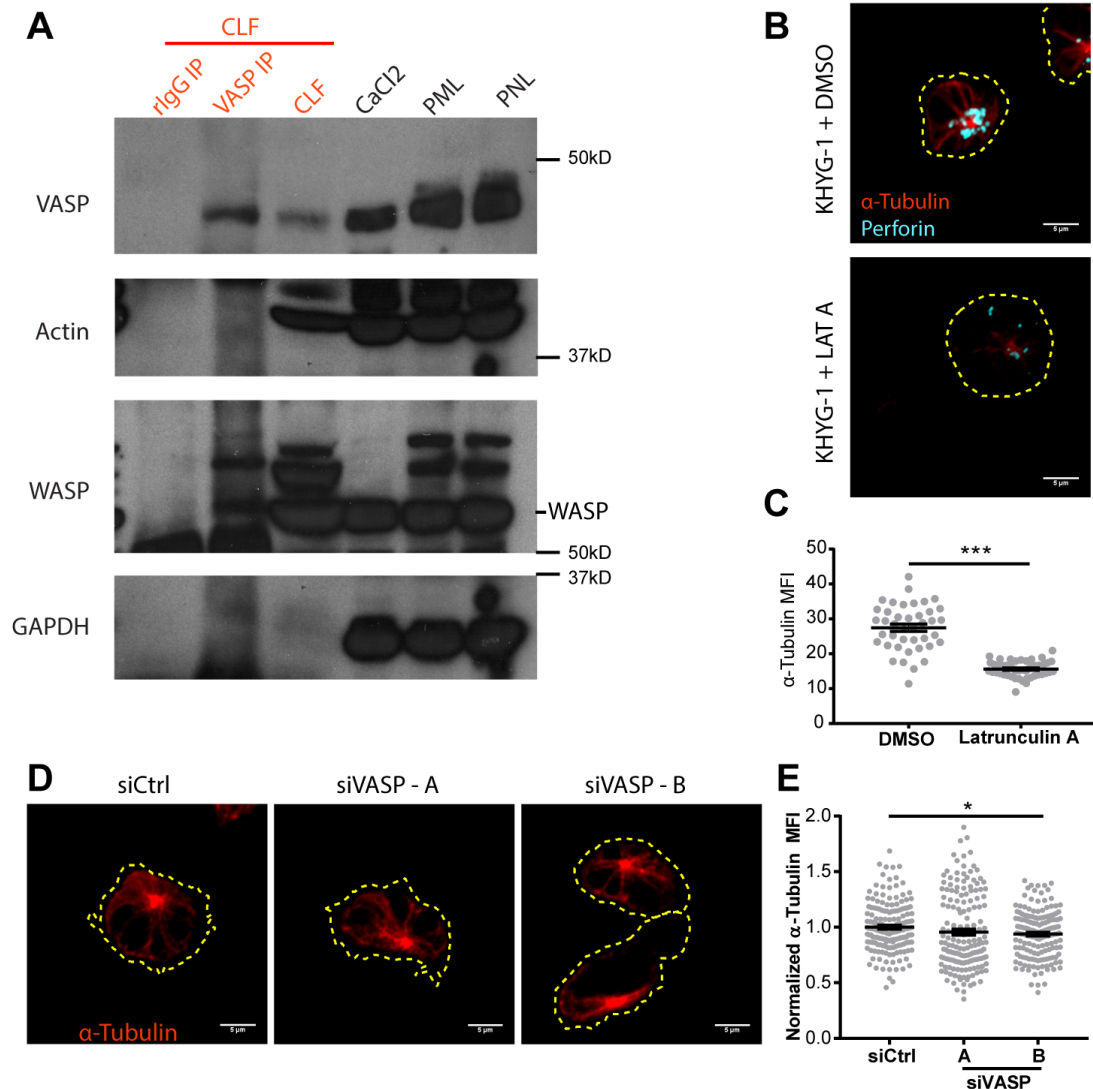 A
CLF
rIgG IP
VASP IP
CLF
CaCl2
PML
PNL
VASP
50kD
Actin
37kD
WASP
WASP
50kD
37kD
GAPDH
B
KHYG-1 + DMSO
α-Tubulin
Perforin
5 µm
KHYG-1 + LAT A
5 µm
C
α-Tubulin MFI
50
40
30
20
10
0
***
DMSO
Latrunculin A
D
siCtrl
siVASP - A
siVASP - B
α-Tubulin
5 µm
5 µm
5 µm
E
Normalized α-Tubulin MFI
2.0
1.5
1.0
0.5
0.0
*
siCtrl
A
B
siVASP